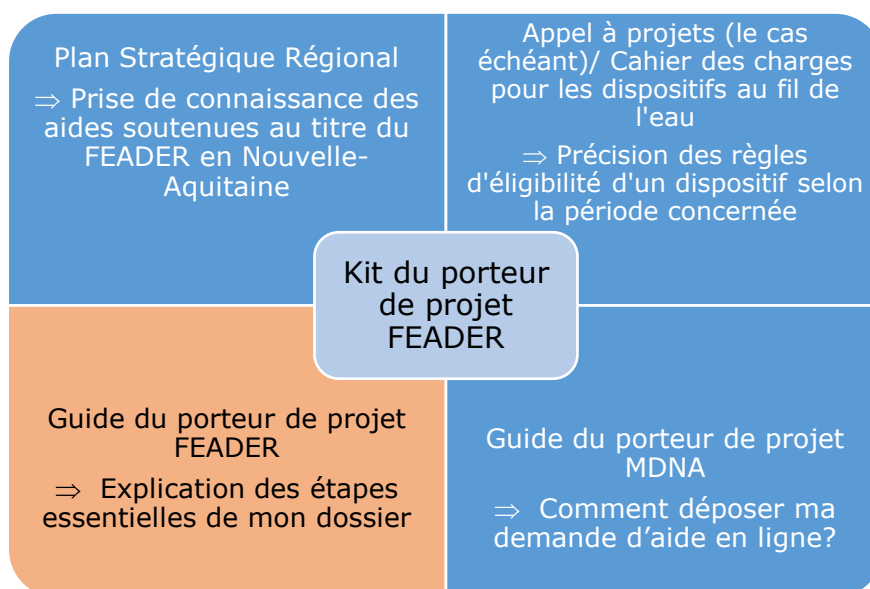 Plan Stratégique Régional
⇒ Prise de connaissance des
aides soutenues au titre du
FEADER en Nouvelle-
Aquitaine
Appel à projets (le cas
échéant)/ Cahier des charges
pour les dispositifs au fil de
l'eau
⇒ Précision des règles
d'éligibilité d'un dispositif selon
la période concernée
Kit du porteur
de projet
FEADER
Guide du porteur de projet
FEADER
⇒ Explication des étapes
essentielles de mon dossier
Guide du porteur de projet
MDNA
⇒ Comment déposer ma
demande d’aide en ligne?